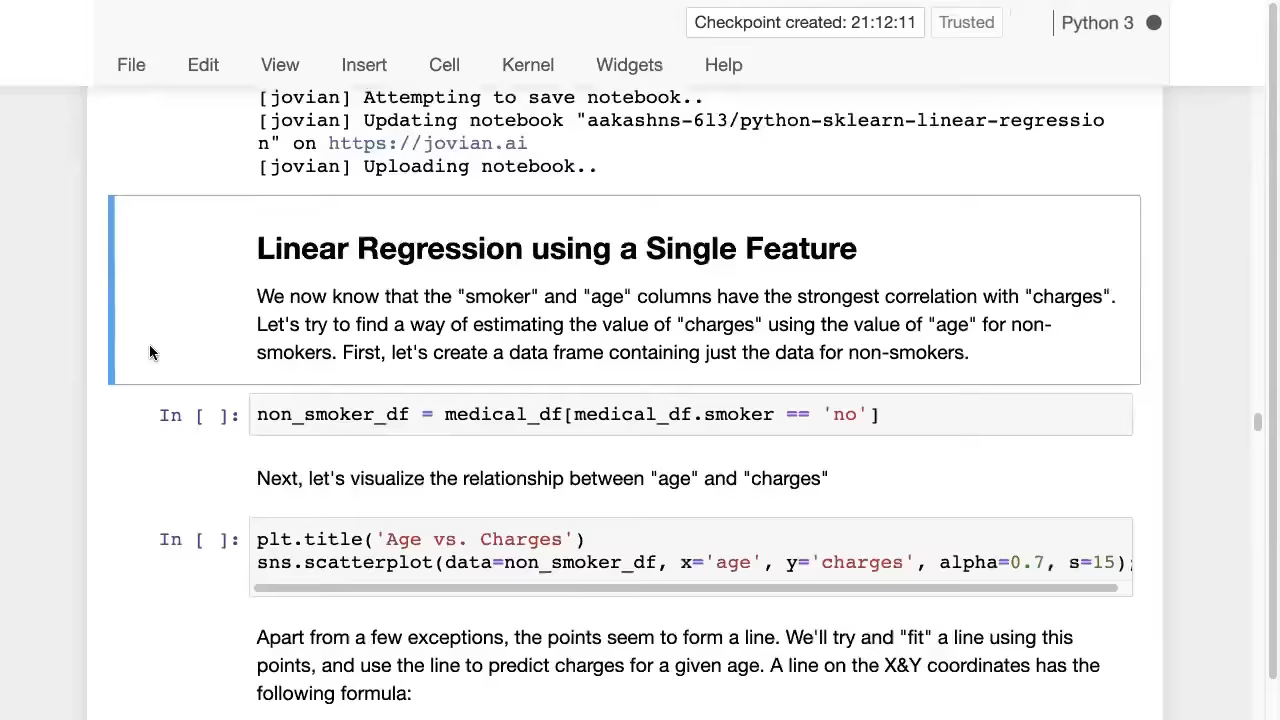 Checkpoint created: 21:12:11 Trusted Python 3
File Edit View Insert Cell Kernel Widgets Help
[jovian] Attempting to save notebook..
[jovian] Updating notebook "aakashns-6l3/python-sklearn-linear-regressio
n" on https://jovian.ai
[jovian] Uploading notebook..
Linear Regression using a Single Feature
We now know that the "smoker" and "age" columns have the strongest correlation with "charges".
Let's try to find a way of estimating the value of "charges" using the value of "age" for non-
smokers. First, let's create a data frame containing just the data for non-smokers.
In [ ]: non_smoker_df = medical_df[medical_df.smoker == 'no']
Next, let's visualize the relationship between "age" and "charges"
In [ ]: plt.title('Age vs. Charges')
sns.scatterplot(data=non_smoker_df, x='age', y='charges', alpha=0.7, s=15);
Apart from a few exceptions, the points seem to form a line. We'll try and "fit" a line using this
points, and use the line to predict charges for a given age. A line on the X&Y coordinates has the
following formula: